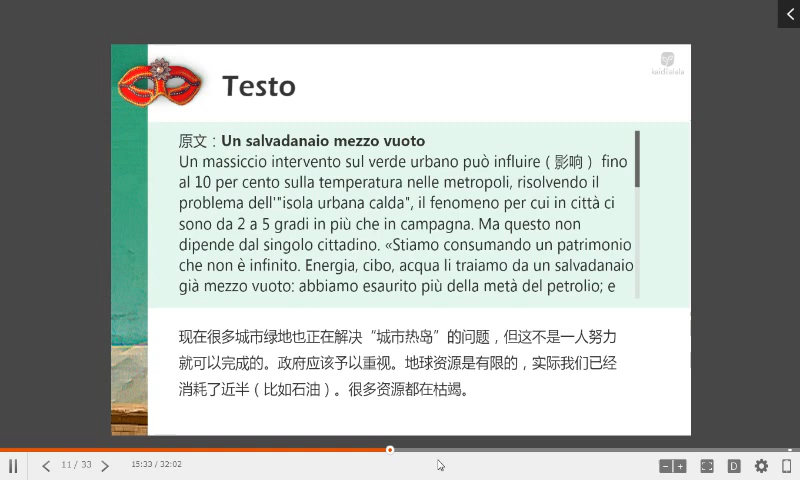 kaidialala
Testo
原文：Un salvadanaio mezzo vuoto
Un massiccio intervento sul verde urbano può influire（影响） fino
al 10 per cento sulla temperatura nelle metropoli, risolvendo il
problema dell'"isola urbana calda", il fenomeno per cui in città ci
sono da 2 a 5 gradi in più che in campagna. Ma questo non
dipende dal singolo cittadino. «Stiamo consumando un patrimonio
che non è infinito. Energia, cibo, acqua li traiamo da un salvadanaio
già mezzo vuoto: abbiamo esaurito più della metà del petrolio; e
现在很多城市绿地也正在解决“城市热岛”的问题，但这不是一人努力
就可以完成的。政府应该予以重视。地球资源是有限的，实际我们已经
消耗了近半（比如石油）。很多资源都在枯竭。
11 / 33
15:33 / 32:02
D